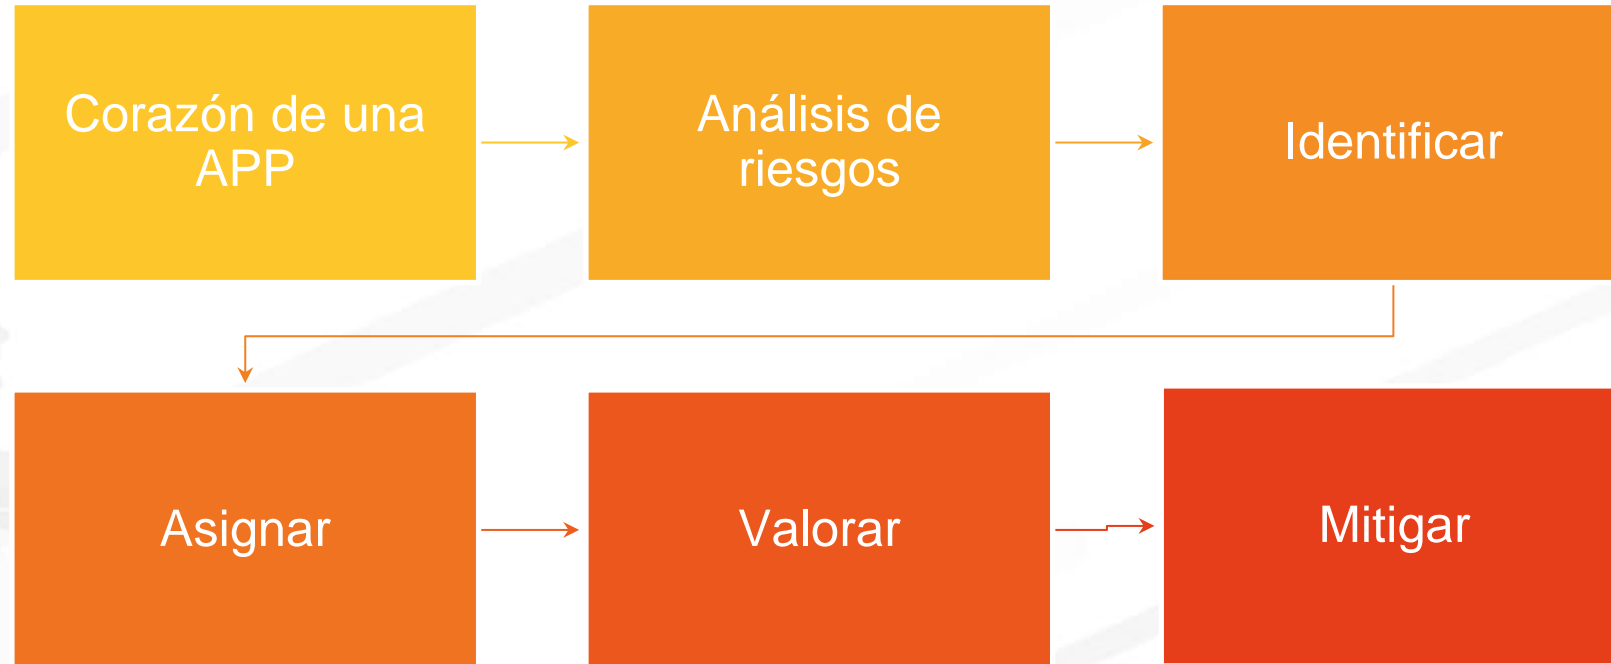 Corazón de una
APP
Análisis de
riesgos
Identificar
Asignar
Valorar
Mitigar